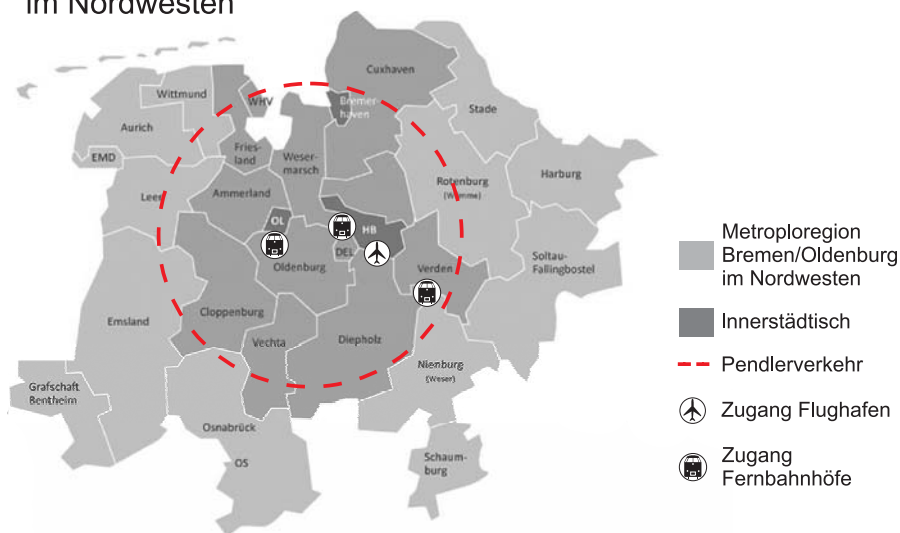 im Nordwesten
Cuxhaven
Wittmund
WHV
Bremer-
haven
Stade
Aurich
EMD
Fries-
land
Weser-
marsch
Leer
Ammerland
Rotenburg
(Wümme)
Harburg
OL
HB
DEL
Oldenburg
Verden
Soltau-
Fallingbostel
Emsland
Cloppenburg
Vechta
Diepholz
Nienburg
(Weser)
Grafschaft
Bentheim
Osnabrück
OS
Schaum-
burg
Metroploregion
Bremen/Oldenburg
im Nordwesten
Innerstädtisch
Pendlerverkehr
Zugang Flughafen
Zugang
Fernbahnhöfe